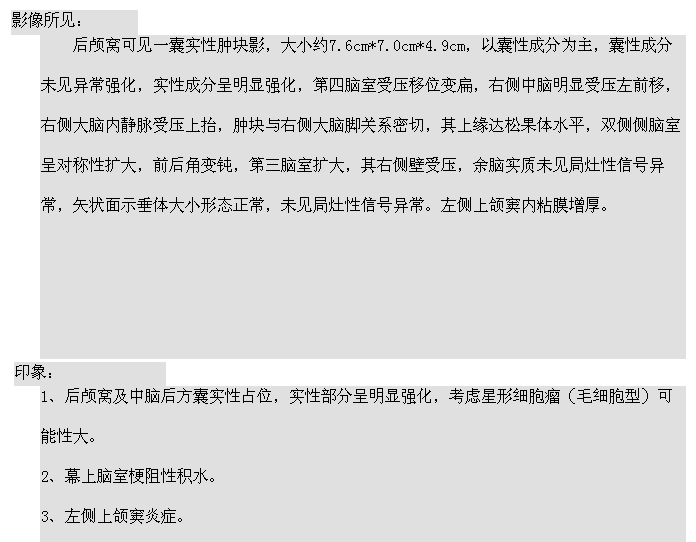 影像所见：
后颅窝可见一囊实性肿块影，大小约7.6cm*7.0cm*4.9cm，以囊性成分为主，囊性成分
未见异常强化，实性成分呈明显强化，第四脑室受压移位变扁，右侧中脑明显受压左前移，
右侧大脑内静脉受压上抬，肿块与右侧大脑脚关系密切，其上缘达松果体水平，双侧侧脑室
呈对称性扩大，前后角变钝，第三脑室扩大，其右侧壁受压，余脑实质未见局灶性信号异
常，矢状面示垂体大小形态正常，未见局灶性信号异常。左侧上颌窦内粘膜增厚。
印象：
1、后颅窝及中脑后方囊实性占位，实性部分呈明显强化，考虑星形细胞瘤（毛细胞型）可
能性大。
2、幕上脑室梗阻性积水。
3、左侧上颌窦炎症。